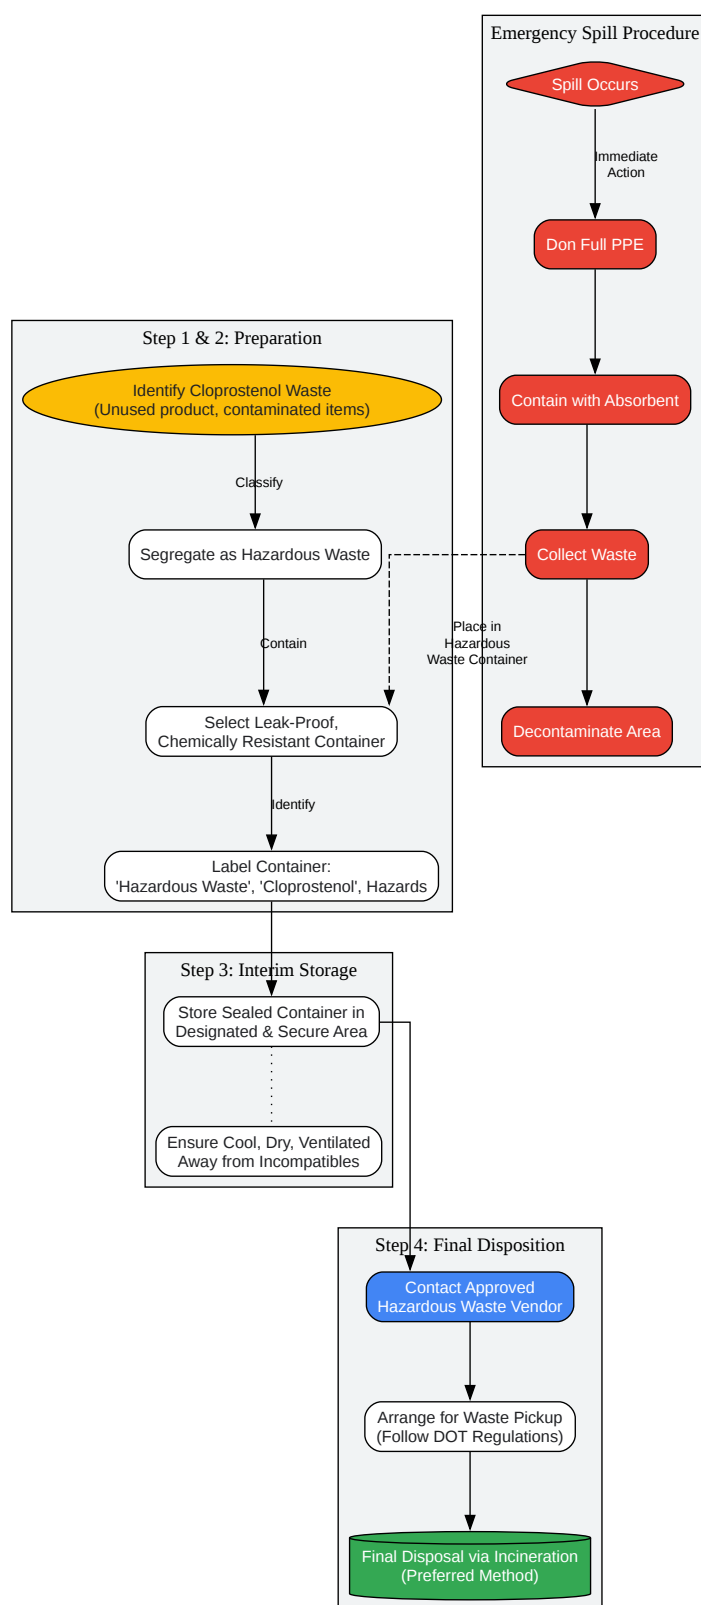 Emergency Spill Procedure
Spill Occurs
Immediate
Action
Don Full PPE
Contain with Absorbent
Collect Waste
Place in
Hazardous
Waste Container
Decontaminate Area
Step 1 & 2: Preparation
Identify Cloprostenol Waste
(Unused product, contaminated items)
Classify
Segregate as Hazardous Waste
Contain
Select Leak-Proof,
Chemically Resistant Container
Identify
Label Container:
'Hazardous Waste', 'Cloprostenol', Hazards
Step 3: Interim Storage
Store Sealed Container in
Designated & Secure Area
Ensure Cool, Dry, Ventilated
Away from Incompatibles
Step 4: Final Disposition
Contact Approved
Hazardous Waste Vendor
Arrange for Waste Pickup
(Follow DOT Regulations)
Final Disposal via Incineration
(Preferred Method)